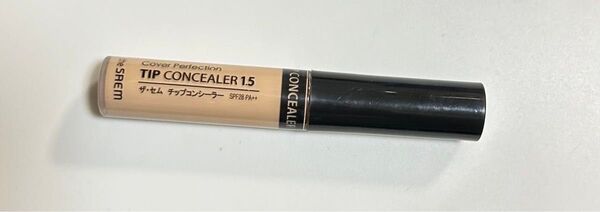 the SAEM
Cover Perfection
TIP CONCEALER 1.5
ザ・セム チップコンシーラー SPF28 PA++
CONCEALER